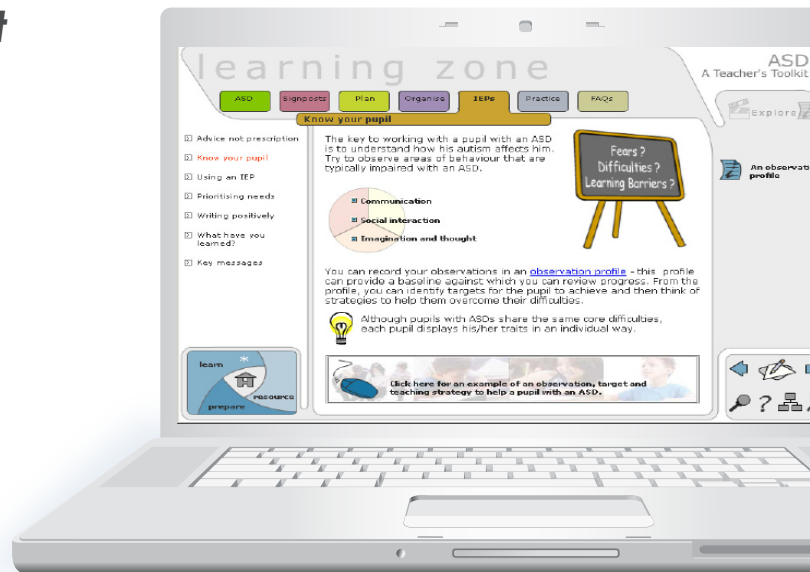 learning zone
ASD
A Teacher's Toolkit
ASD Signposts Plan Organise IEPs Practice FAQs
Explore
Know your pupil
Advice not prescription
Know your pupil
Using an IEP
Prioritising needs
Writing positively
What have you
learned?
Key messages
The key to working with a pupil with an ASD
is to understand how his autism affects him.
Try to observe areas of behaviour that are
typically impaired with an ASD.
Communication
Social interaction
Imagination and thought
Fears ?
Difficulties ?
Learning Barriers ?
An observati
profile
You can record your observations in an observation profile - this profile
can provide a baseline against which you can review progress. From the
profile, you can identify targets for the pupil to achieve and then think of
strategies to help them overcome their difficulties.
Although pupils with ASDs share the same core difficulties,
each pupil displays his/her traits in an individual way.
Click here for an example of an observation, target and
teaching strategy to help a pupil with an ASD.
learn
resource
prepare
?